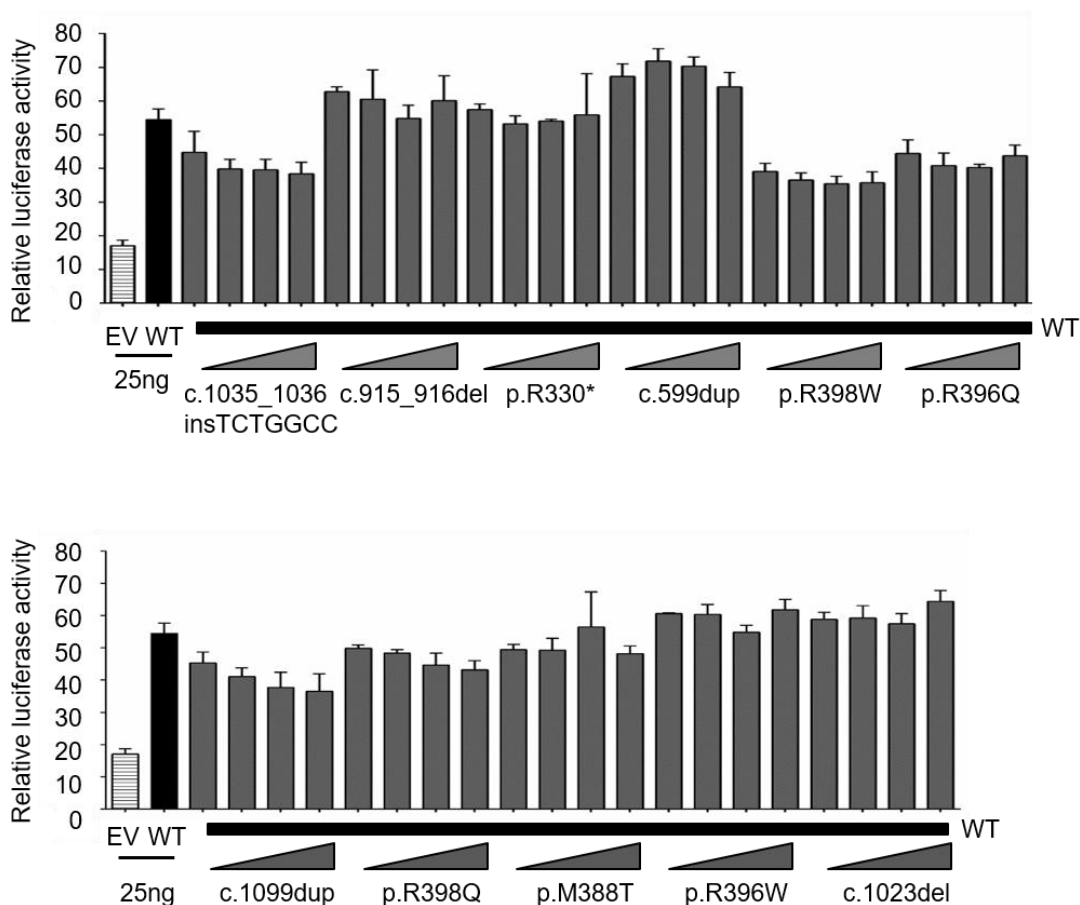 Relative luciferase activity
80
70
60
50
40
30
20
10
0
EV WT
WT
25ng
c.1035_1036 c.915_916del p.R330* c.599dup p.R398W p.R396Q
insTCTGGCC
Relative luciferase activity
80
70
60
50
40
30
20
10
0
EV WT
WT
25ng c.1099dup p.R398Q p.M388T p.R396W c.1023del